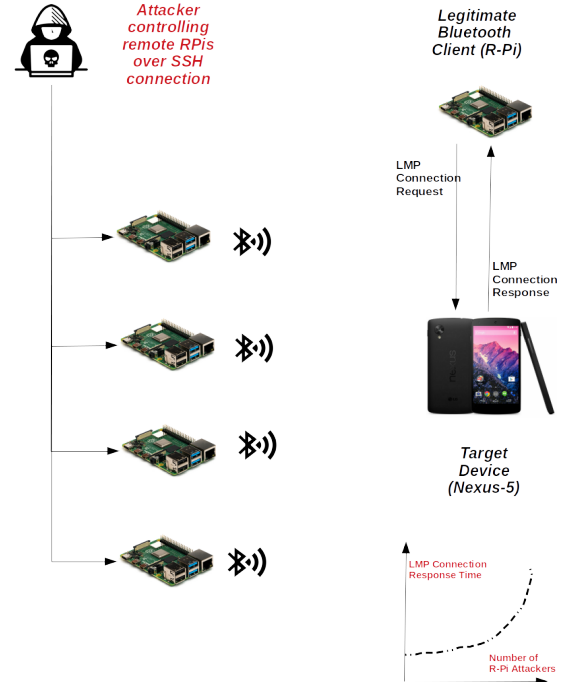 Attacker
controlling
remote RPis
over SSH
connection
Legitimate
Bluetooth
Client (R-Pi)
LMP
Connection
Request
LMP
Connection
Response
Target
Device
(Nexus-5)
LMP Connection
Response Time
Number of
R-Pi Attackers